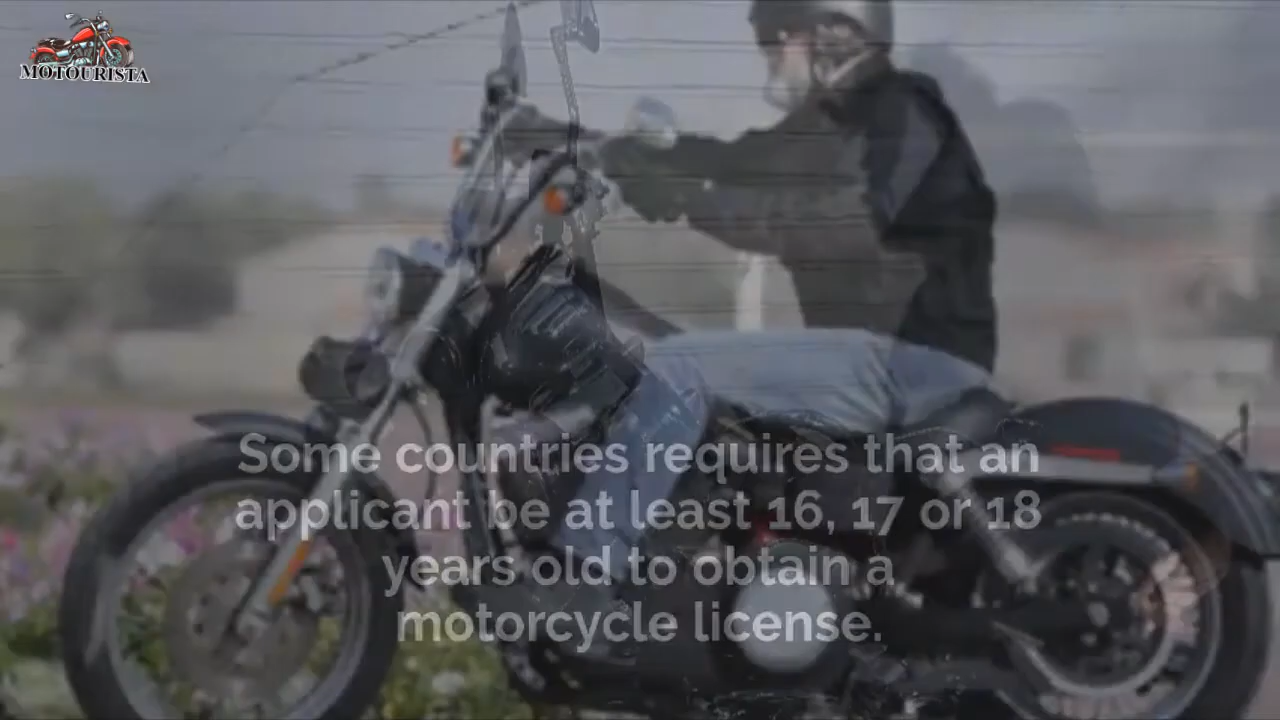 MOTOURISTA
Some countries requires that an
applicant be at least 16, 17 or 18
years old to obtain a
motorcycle license.